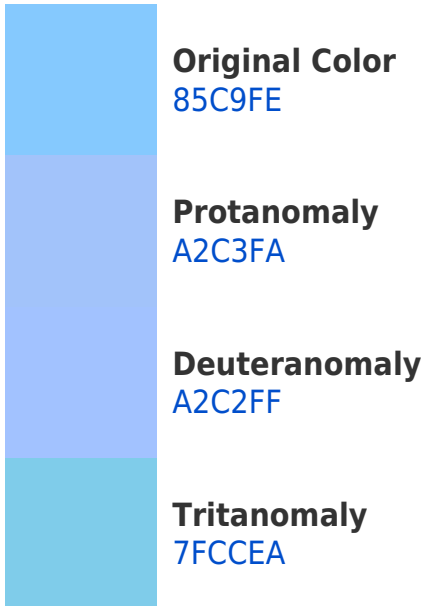 Original Color
85C9FE
Protanomaly
A2C3FA
Deuteranomaly
A2C2FF
Tritanomaly
7FCCEA